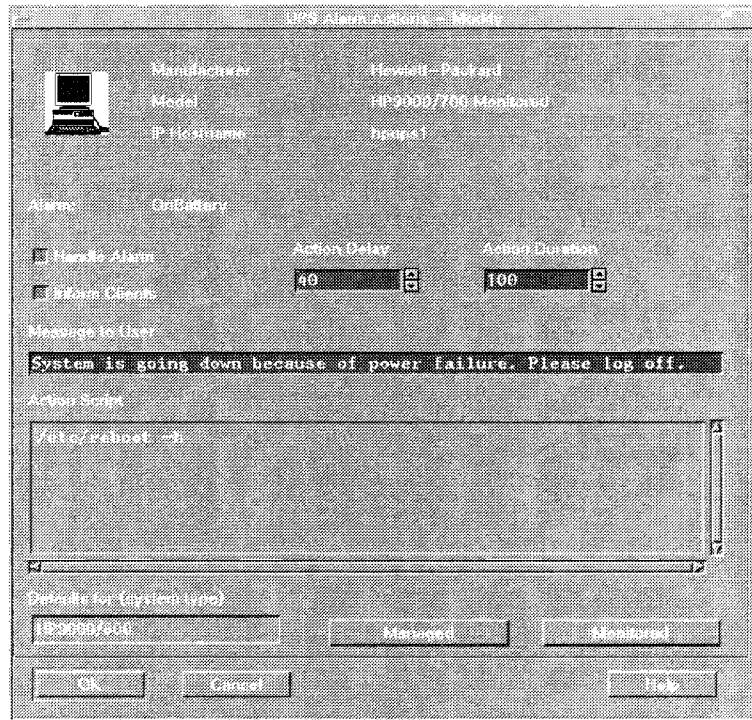 UPS Alarm Actions - Modify
Manufacturer Hewlett-Packard
Model HP9000/700 Monitored
IP Hostname hpups1
Alarm: OnBattery
Handle Alarm
Action Delay Action Duration
40 100
Inform Clients
Message to User
System is going down because of power failure. Please log off.
Action Script
/etc/reboot -h
Defaults for (system type)
HP9000/800
Managed Monitored
OK Cancel Help